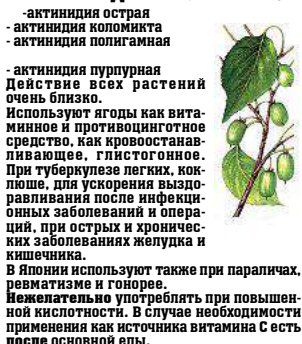 -актинидия острая
- актинидия коломикта
- актинидия полигамная
- актинидия пурпурная
Действие всех растений
очень близко.
Используют ягоды как вита-
минное и противоцинготное
средство, как кровоостанав-
ливающее, глистогонное.
При туберкулезе легких, кок-
люше, для ускорения выздо-
равливания после инфекци-
онных заболеваний и опера-
ций, при острых и хроничес-
ких заболеваниях желудка и
кишечника.
В Японии используют также при параличах,
ревматизме и гонорее.
Нежелательно употреблять при повышен-
ной кислотности. В случае необходимости
применения как источника витамина С есть
после основной еды.